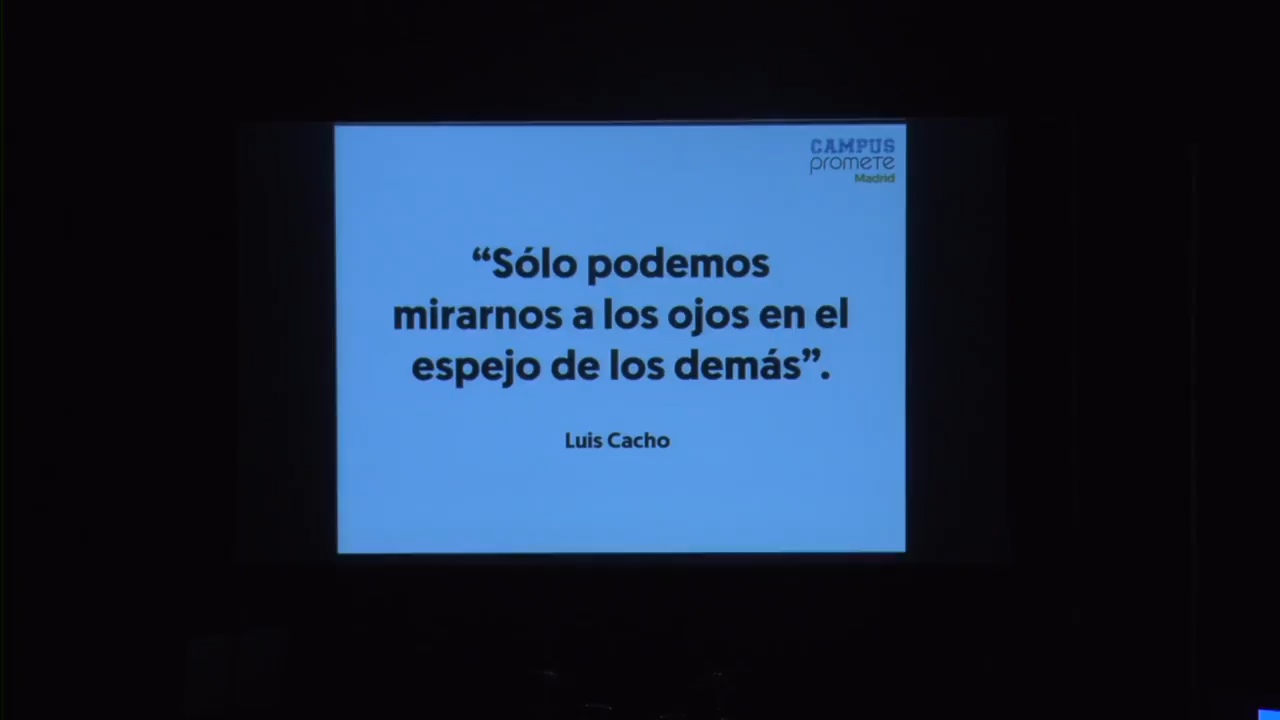 CAMPUS
promete
Madrid
“Sólo podemos
mirarnos a los ojos en el
espejo de los demás”.
Luis Cacho